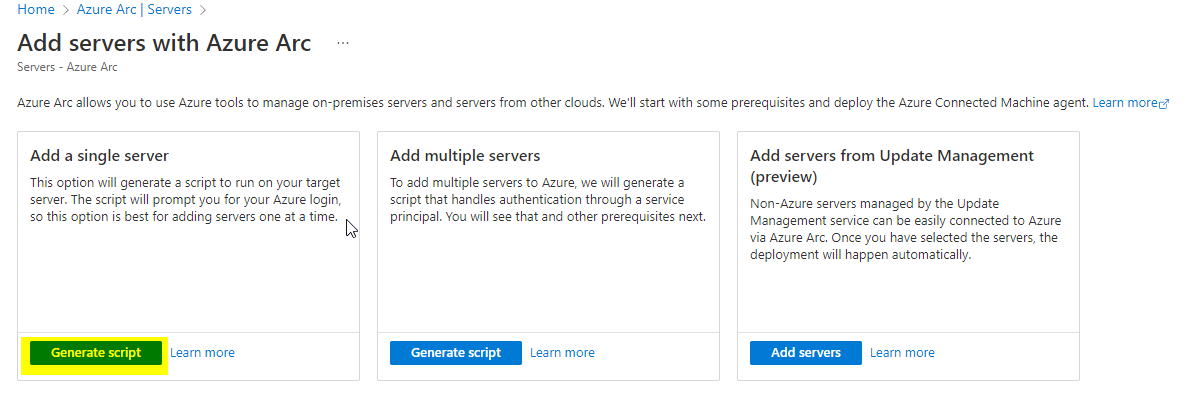 Home > Azure Arc | Servers >
Add servers with Azure Arc ...
Servers - Azure Arc
Azure Arc allows you to use Azure tools to manage on-premises servers and servers from other clouds. We'll start with some prerequisites and deploy the Azure Connected Machine agent. Learn more
Add a single server
This option will generate a script to run on your target
server. The script will prompt you for your Azure login,
so this option is best for adding servers one at a time.
Generate script Learn more
Add multiple servers
To add multiple servers to Azure, we will generate a
script that handles authentication through a service
principal. You will see that and other prerequisites next.
Generate script Learn more
Add servers from Update Management
(preview)
Non-Azure servers managed by the Update
Management service can be easily connected to Azure
via Azure Arc. Once you have selected the servers, the
deployment will happen automatically.
Add servers Learn more